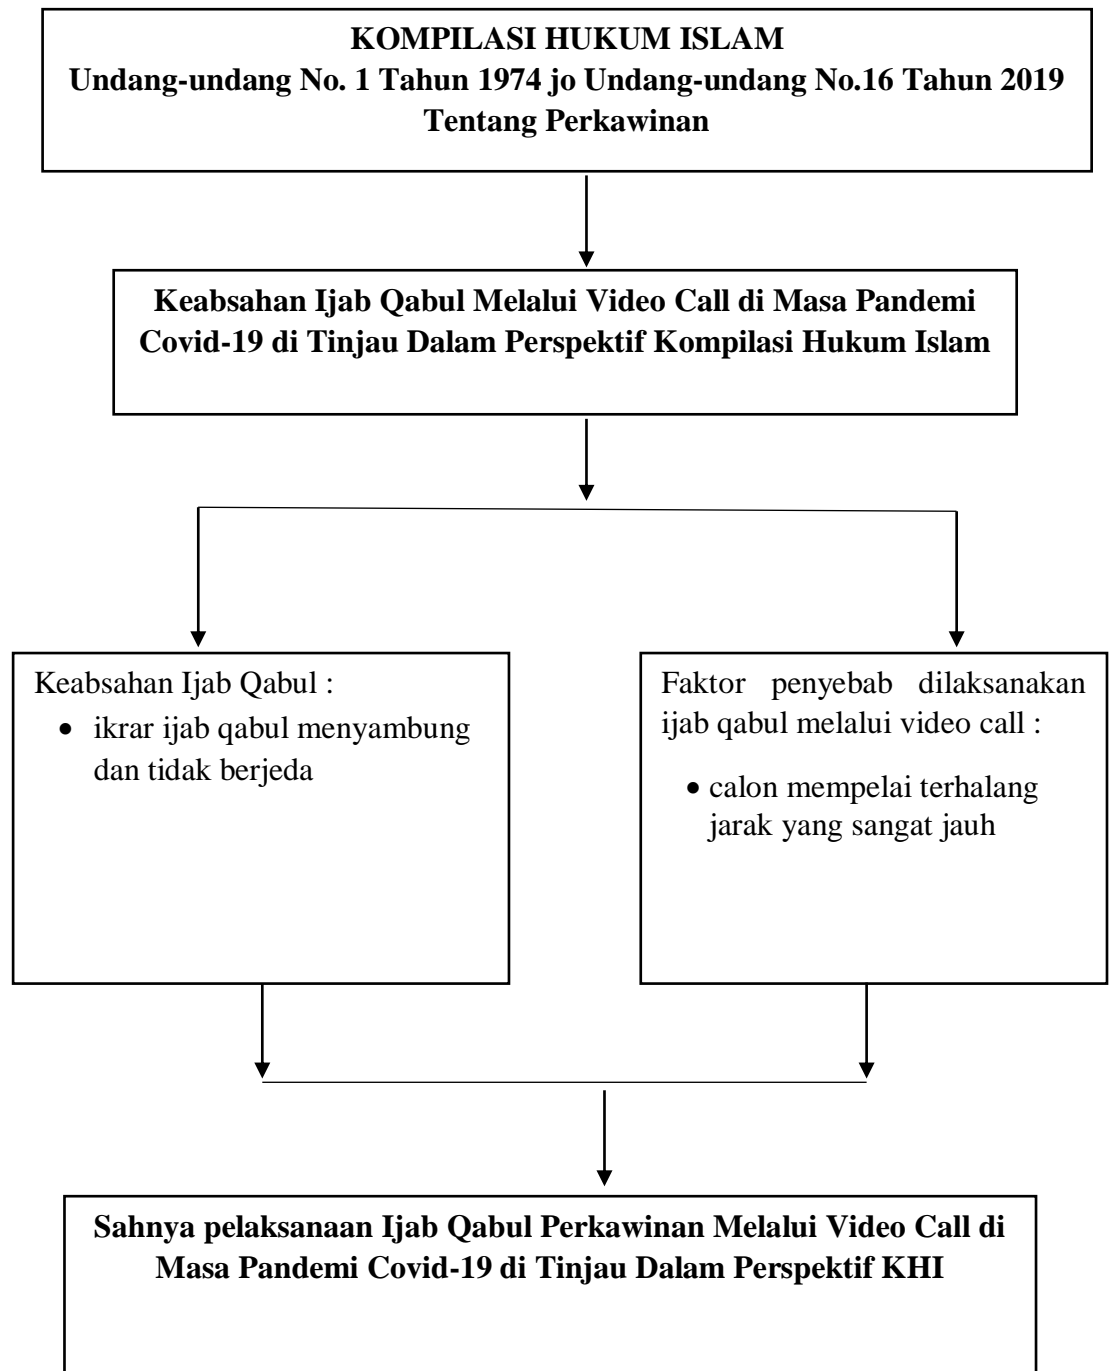 KOMPILASI HUKUM ISLAM
Undang-undang No. 1 Tahun 1974 jo Undang-undang No.16 Tahun 2019
Tentang Perkawinan
Keabsahan Ijab Qabul Melalui Video Call di Masa Pandemi
Covid-19 di Tinjau Dalam Perspektif Kompilasi Hukum Islam
Keabsahan Ijab Qabul :
• ikrar ijab qabul menyambung
dan tidak berjeda
Faktor penyebab dilaksanakan
ijab qabul melalui video call :
• calon mempelai terhalang
jarak yang sangat jauh
Sahnya pelaksanaan Ijab Qabul Perkawinan Melalui Video Call di
Masa Pandemi Covid-19 di Tinjau Dalam Perspektif KHI